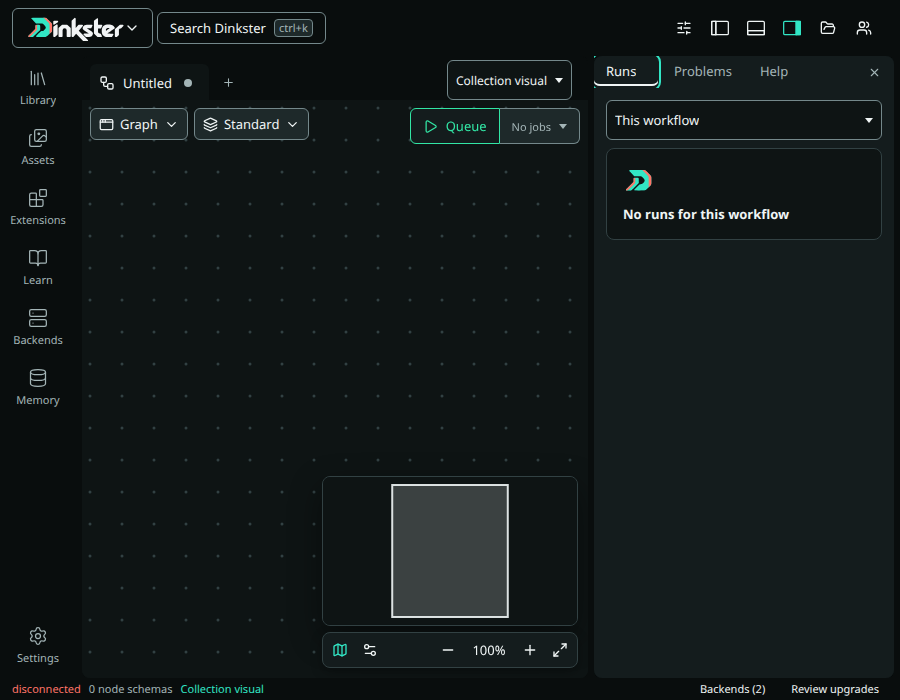 Dinkster
Search Dinkster ctrl+k
Library
Assets
Extensions
Learn
Backends
Memory
Settings
Untitled
Collection visual
Graph
Standard
Queue
No jobs
100%
Runs
Problems
Help
This workflow
No runs for this workflow
disconnected 0 node schemas Collection visual
Backends (2) Review upgrades